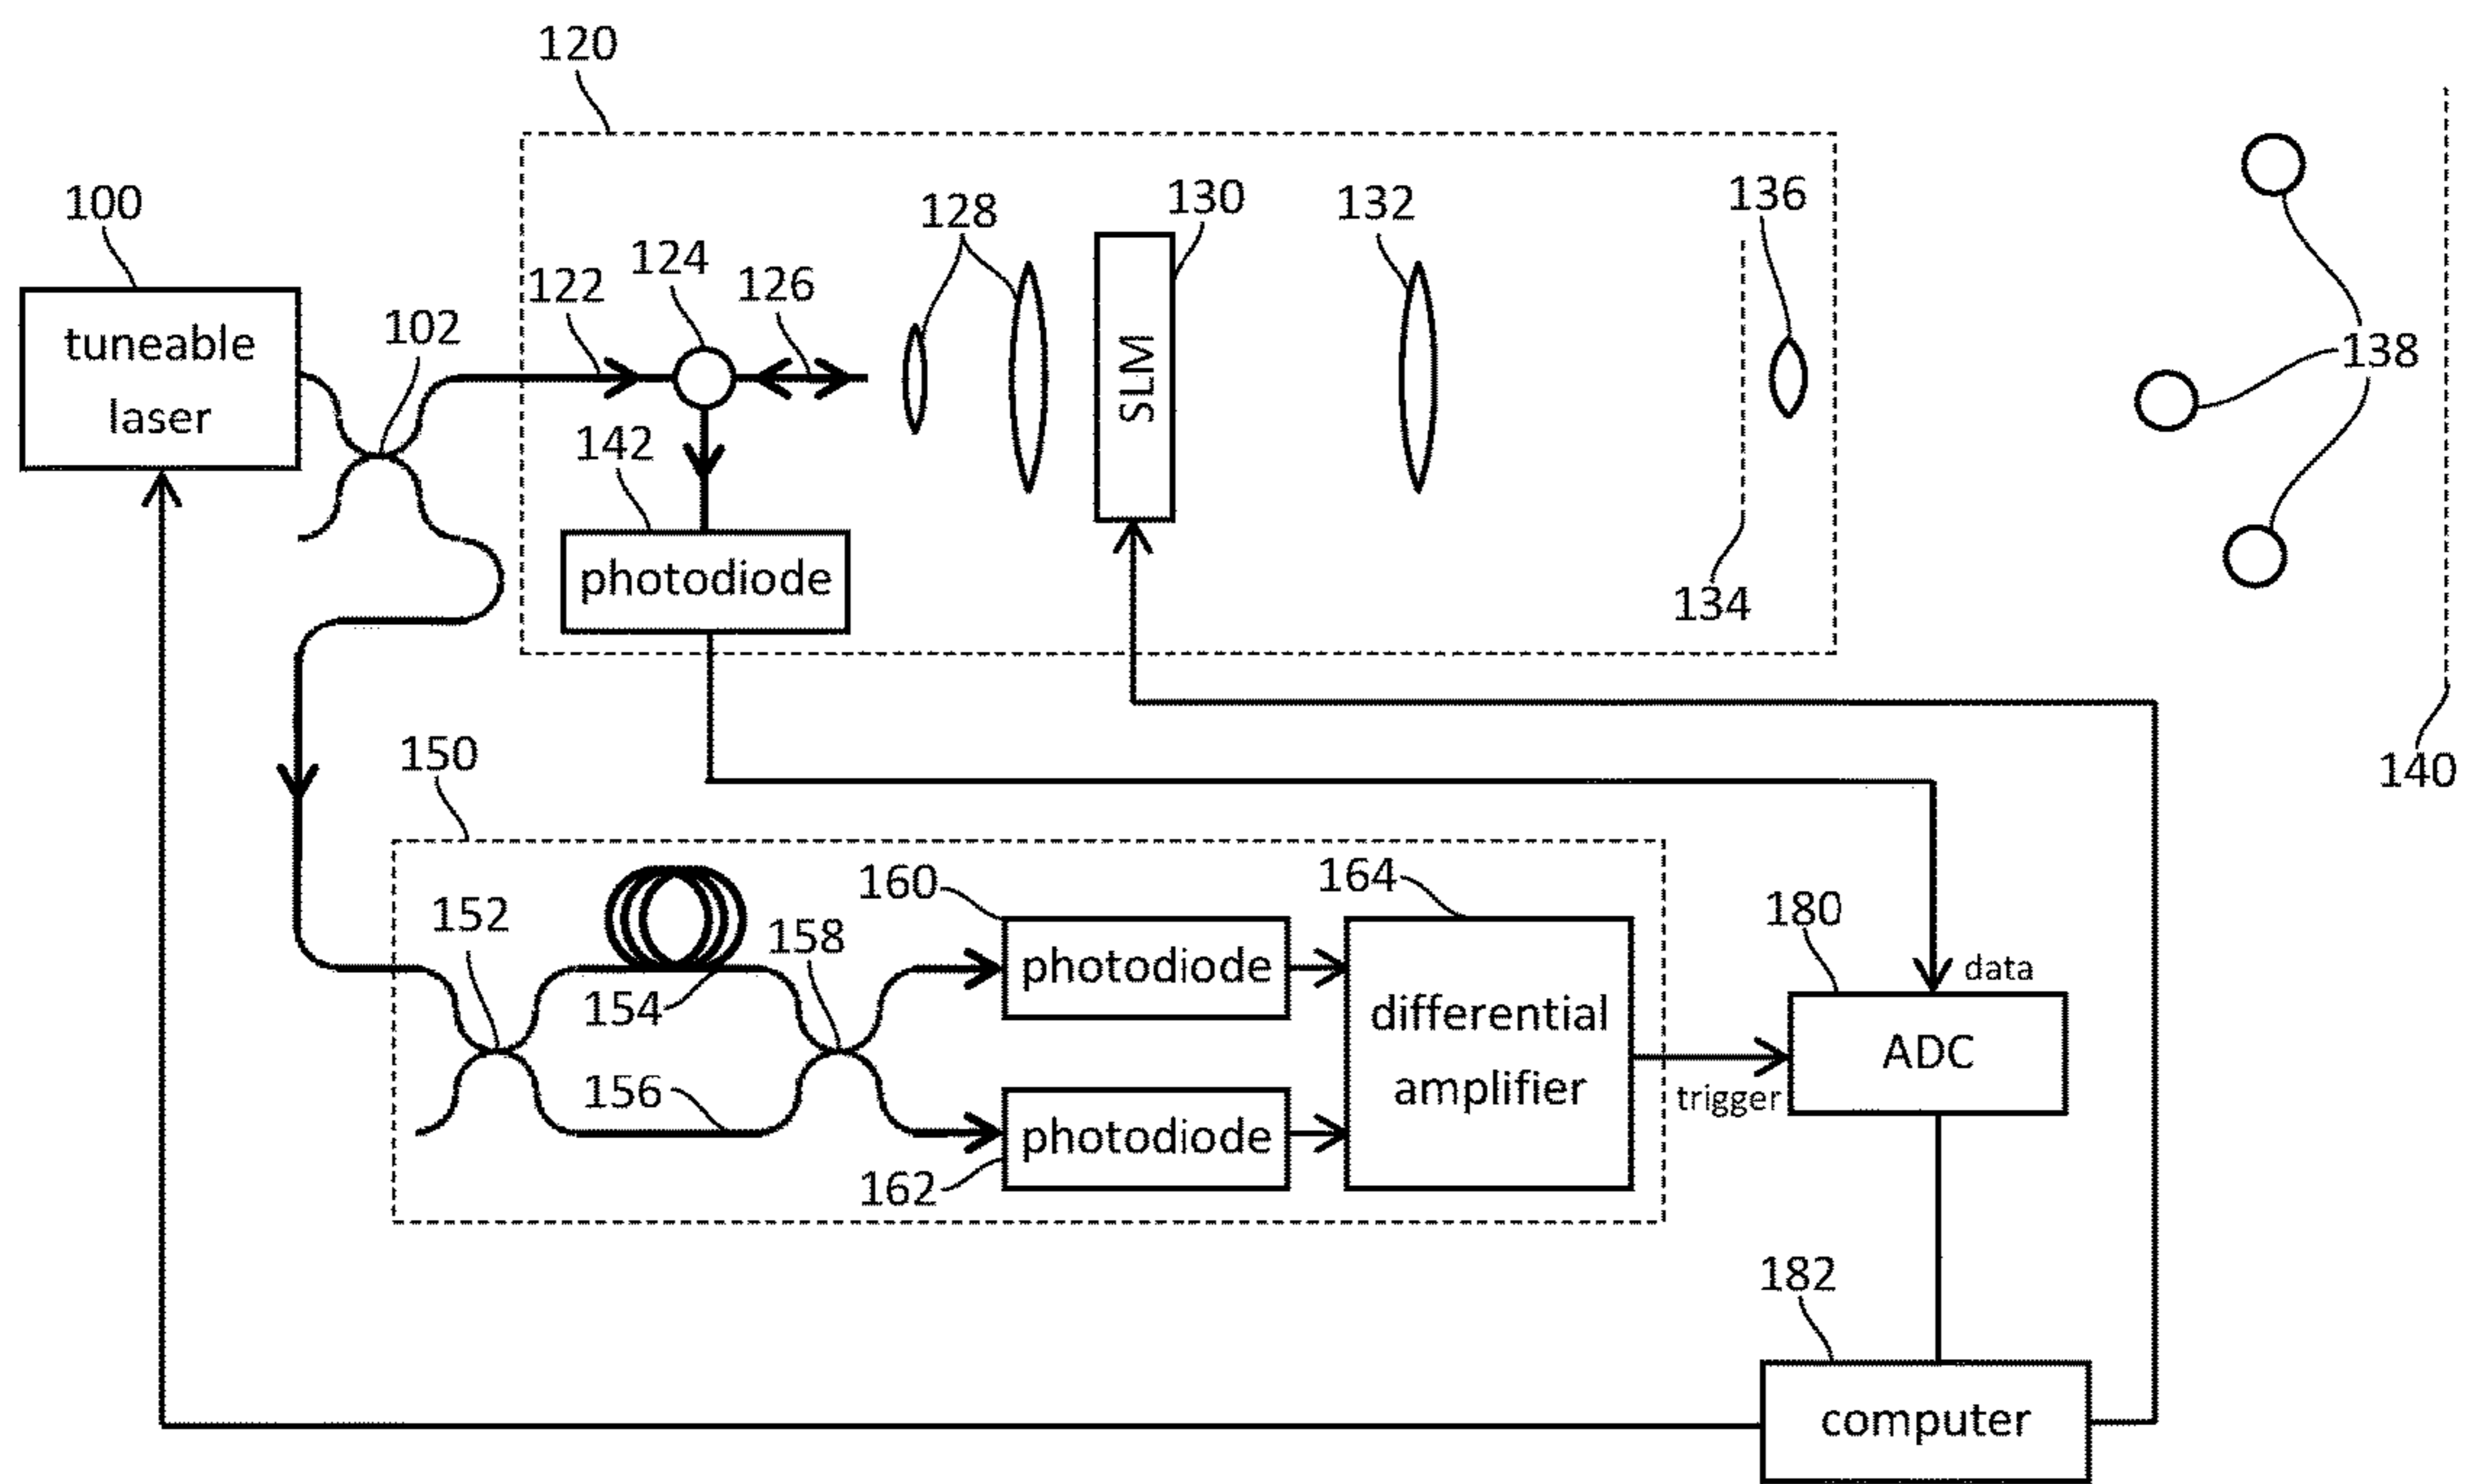 120
100
102
122
124
126
128
130
132
136
138
tuneable
laser
SLM
142
photodiode
134
140
150
152
154
156
158
160
photodiode
162
photodiode
164
differential
amplifier
trigger
180
data
ADC
182
computer